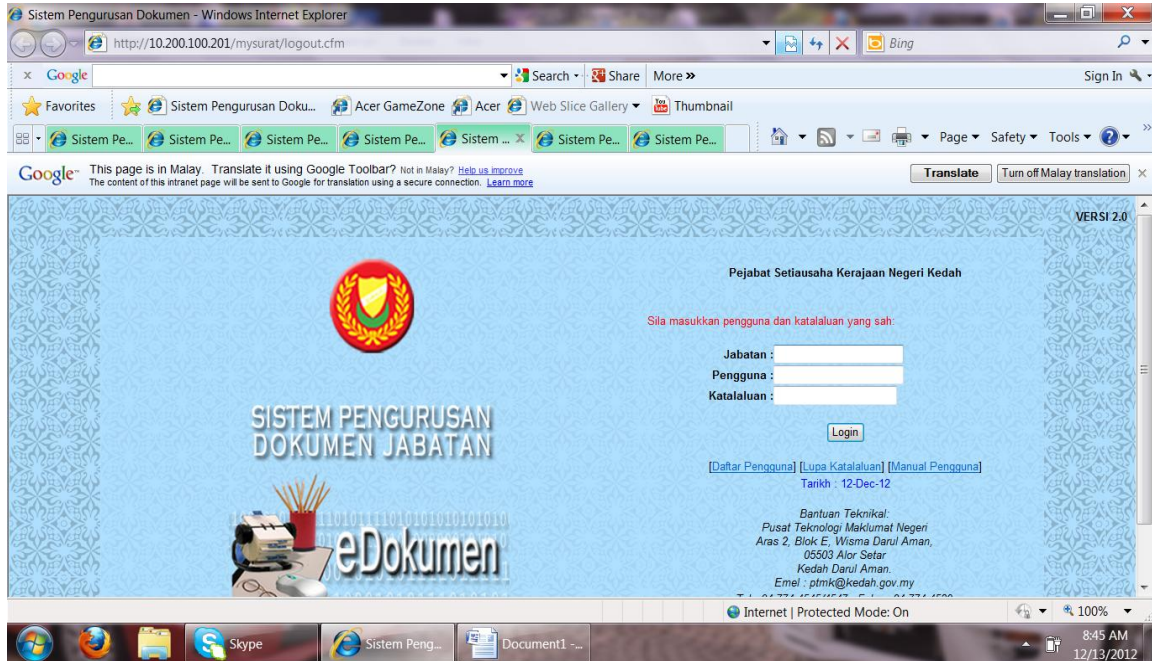 Sistem Pengurusan Dokumen - Windows Internet Explorer
http://10.200.100.201/mysurat/logout.cfm
Bing
x Google
Search
Share
More »
Sign In
Favorites
Sistem Pengurusan Doku...
Acer GameZone
Acer
Web Slice Gallery
Thumbnail
Sistem Pe...
Sistem Pe...
Sistem Pe...
Sistem Pe...
Sistem ... X
Sistem Pe...
Sistem Pe...
Page
Safety
Tools
Google This page is in Malay. Translate it using Google Toolbar? Not in Malay? Help us improve
The content of this intranet page will be sent to Google for translation using a secure connection. Learn more
Translate
Turn off Malay translation
VERSI 2.0
Pejabat Setiausaha Kerajaan Negeri Kedah
Sila masukkan pengguna dan katalaluan yang sah:
Jabatan :
Pengguna :
Katalaluan :
Login
[Daftar Pengguna] [Lupa Katalaluan] [Manual Pengguna]
Tarikh : 12-Dec-12
Bantuan Teknikal:
Pusat Teknologi Maklumat Negeri
Aras 2, Blok E, Wisma Darul Aman,
05503 Alor Setar
Kedah Darul Aman.
Emel : ptmk@kedah.gov.my
SISTEM PENGURUSAN
DOKUMEN JABATAN
eDokumen
Internet | Protected Mode: On
100%
Skype
Sistem Peng...
Document1 -...
8:45 AM
12/13/2012